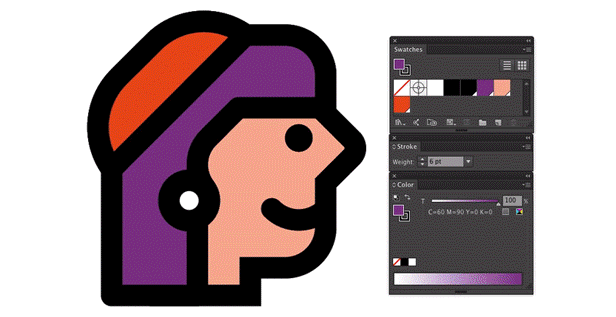 Swatches
Stroke
Weight: 6 pt
Color
T 100 %
C=60 M=90 Y=0 K=0